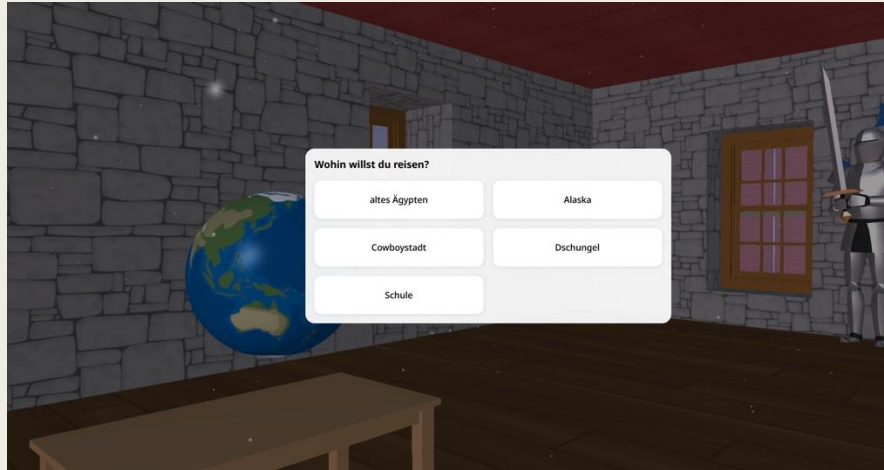 Wohin willst du reisen?
altes Ägypten
Alaska
Cowboystadt
Dschungel
Schule